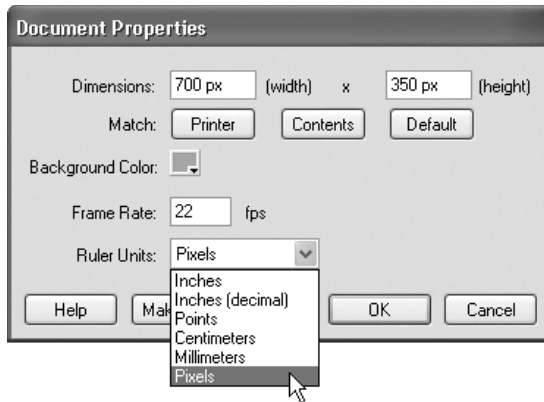 Document Properties
Dimensions: 700 px (width) x 350 px (height)
Match: Printer Contents Default
Background Color:
Frame Rate: 22 fps
Ruler Units: Pixels
Inches
Inches (decimal)
Points
Centimeters
Millimeters
Pixels
Help OK Cancel